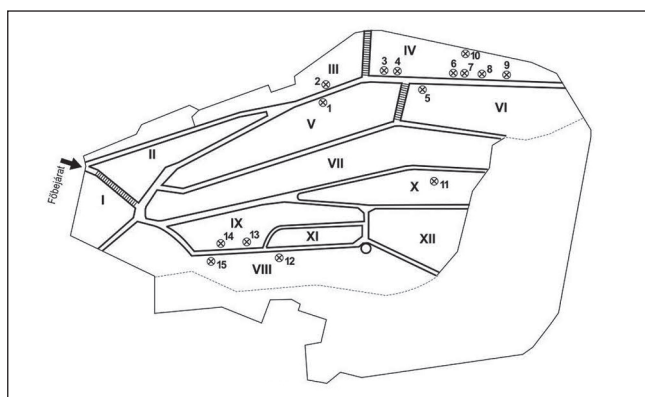 IV
10
III
3 4
6 7 8 9
2
5
1
VI
V
II
Főbejárat
VII
X
11
I
IX
14 13
XI
XII
15
VIII
12